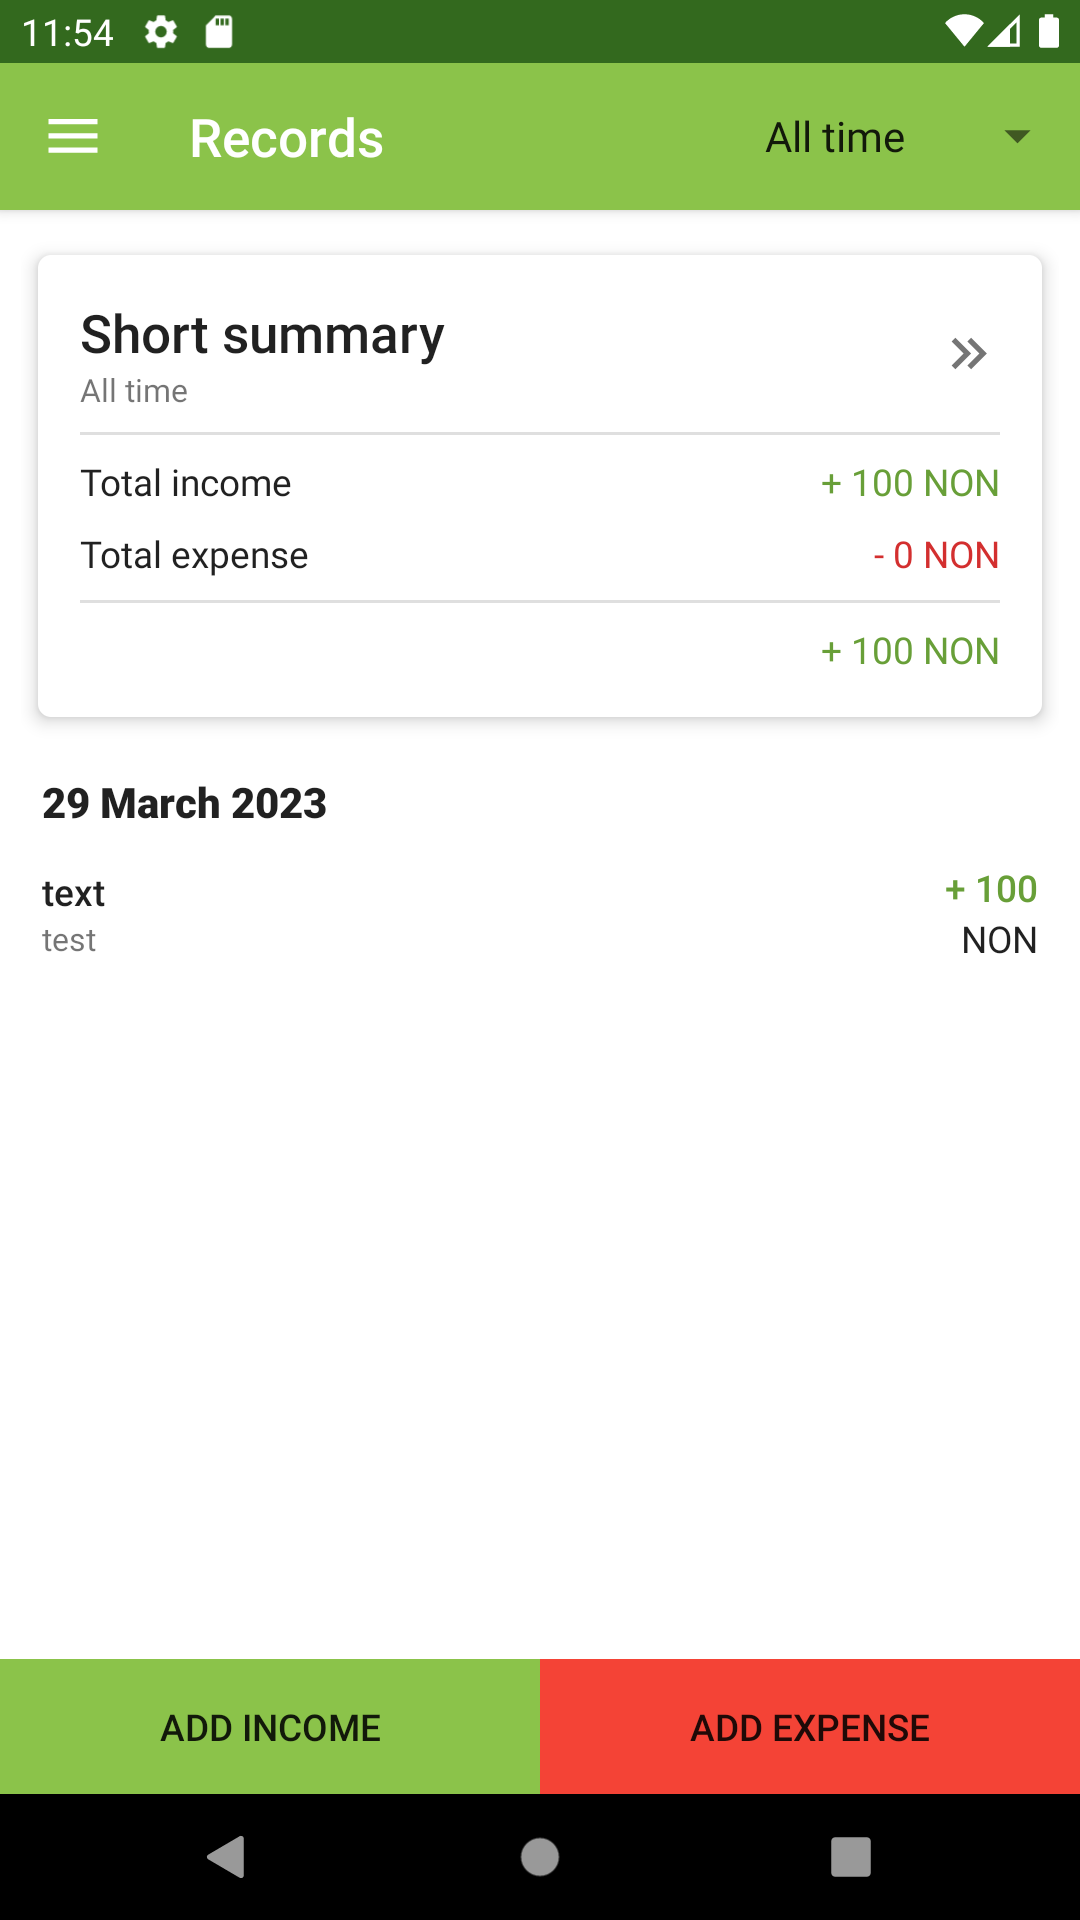 11:54
Records
All time
Short summary
All time
Total income
+ 100 NON
Total expense
- 0 NON
+ 100 NON
29 March 2023
text
+ 100
test
NON
ADD INCOME
ADD EXPENSE